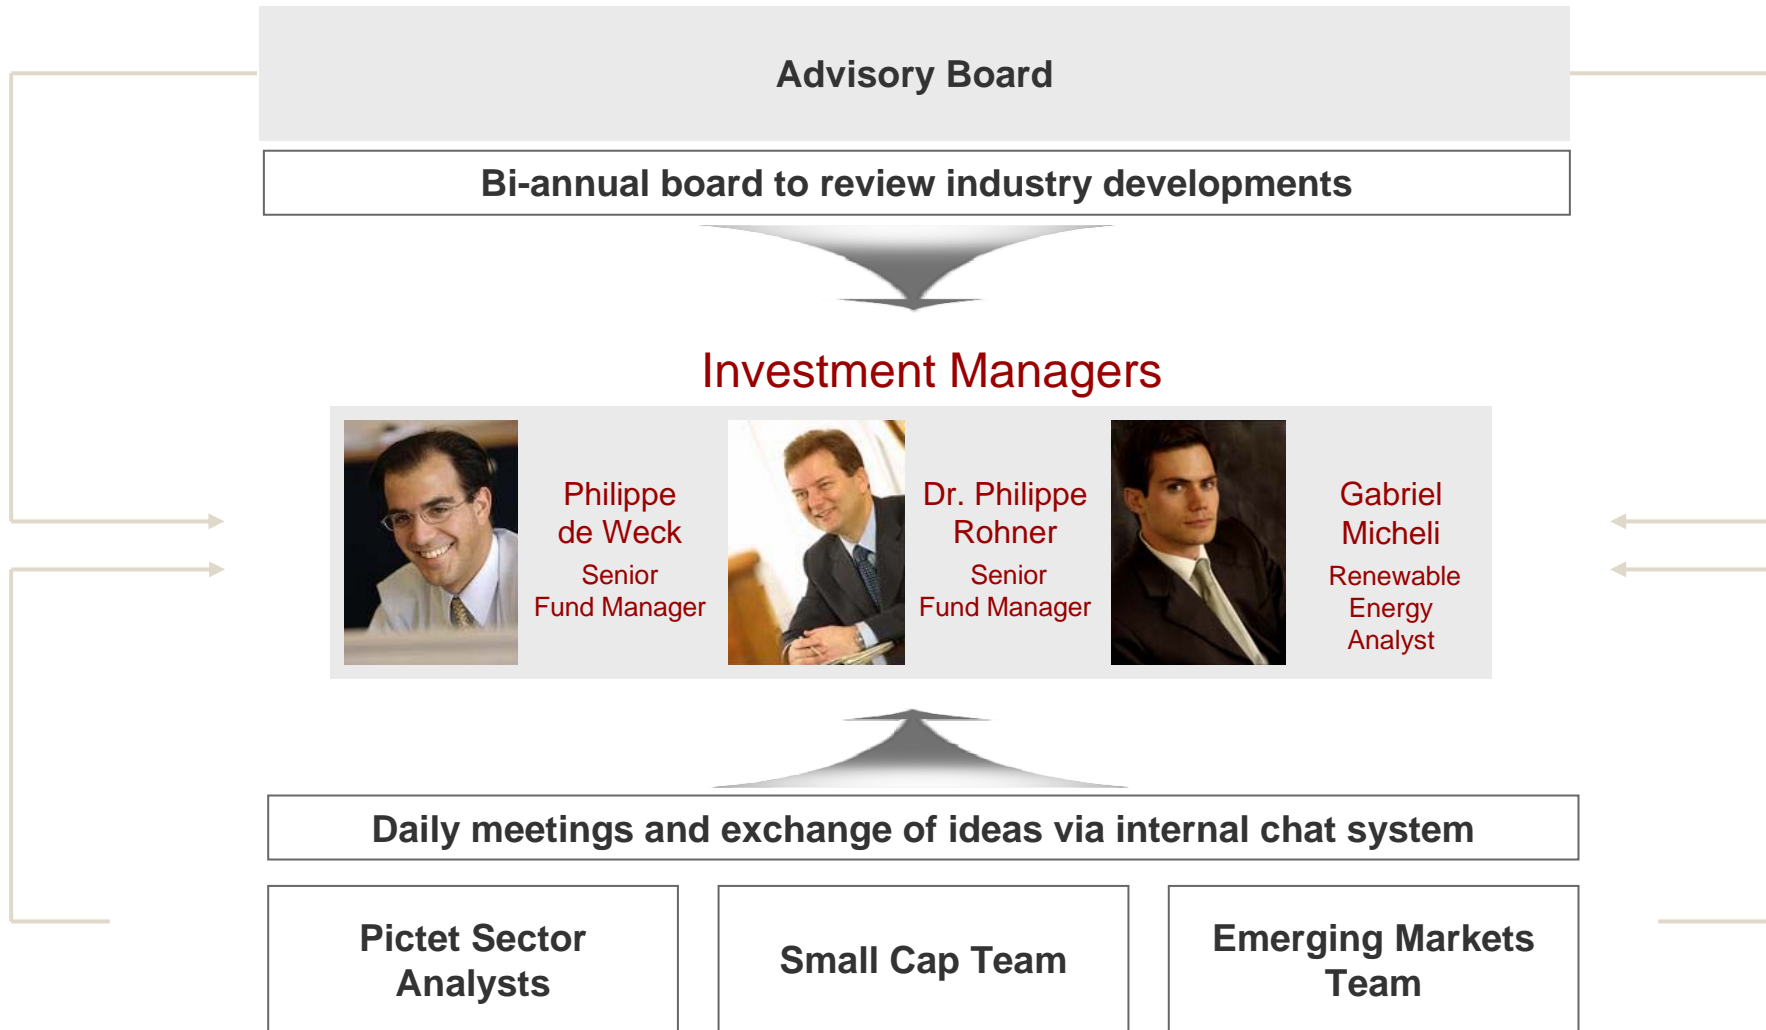 Advisory Board
Bi-annual board to review industry developments
Investment Managers
Philippe
de Weck
Senior
Fund Manager
Dr. Philippe
Rohner
Senior
Fund Manager
Gabriel
Micheli
Renewable
Energy
Analyst
Daily meetings and exchange of ideas via internal chat system
Pictet Sector
Analysts
Small Cap Team
Emerging Markets
Team